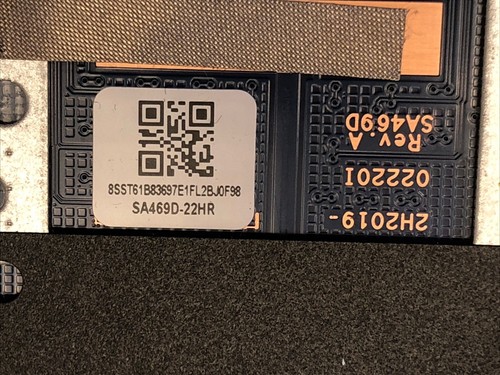 8SST61B83697E1FL2BJ0F98
SA469D-22HR
2H2019-
022201
Rev.A
SA469D